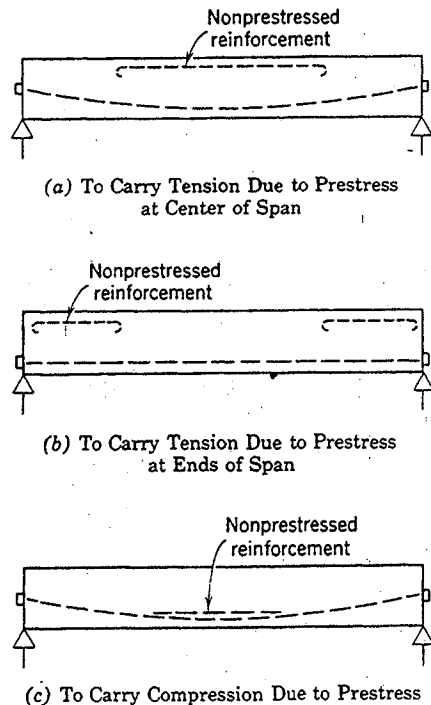 Nonprestressed
reinforcement
(a) To Carry Tension Due to Prestress
at Center of Span
Nonprestressed
reinforcement
(b) To Carry Tension Due to Prestress
at Ends of Span
Nonprestressed
reinforcement
(c) To Carry Compression Due to Prestress